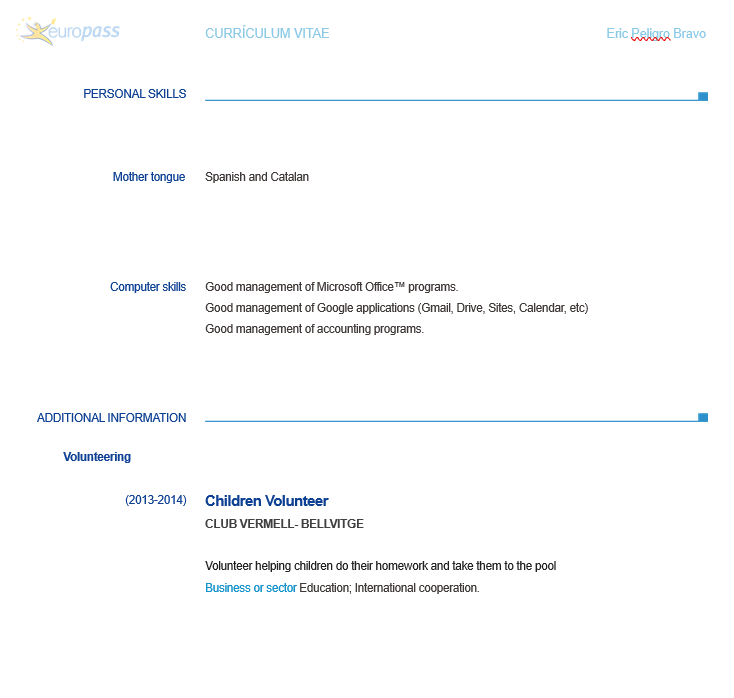 europass CURRÍCULUM VITAE Eric Peligro Bravo
PERSONAL SKILLS
Mother tongue Spanish and Catalan
Computer skills Good management of Microsoft Office™ programs.
Good management of Google applications (Gmail, Drive, Sites, Calendar, etc)
Good management of accounting programs.
ADDITIONAL INFORMATION
Volunteering
(2013-2014) Children Volunteer
CLUB VERMELL- BELLVITGE
Volunteer helping children do their homework and take them to the pool
Business or sector Education; International cooperation.